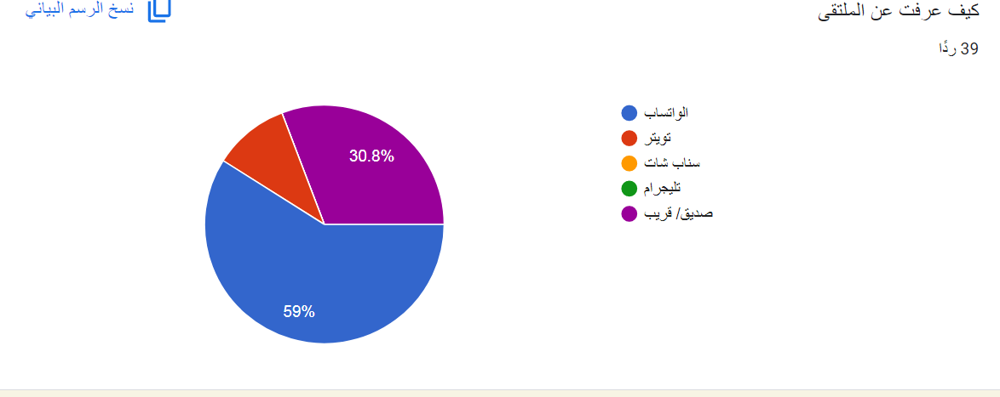 كيف عرفت عن الملتقى
نسخ الرسم البياني
39 ردًا
الواتساب
تويتر
سناب شات
تليجرام
صديق/ قريب
30.8%
59%